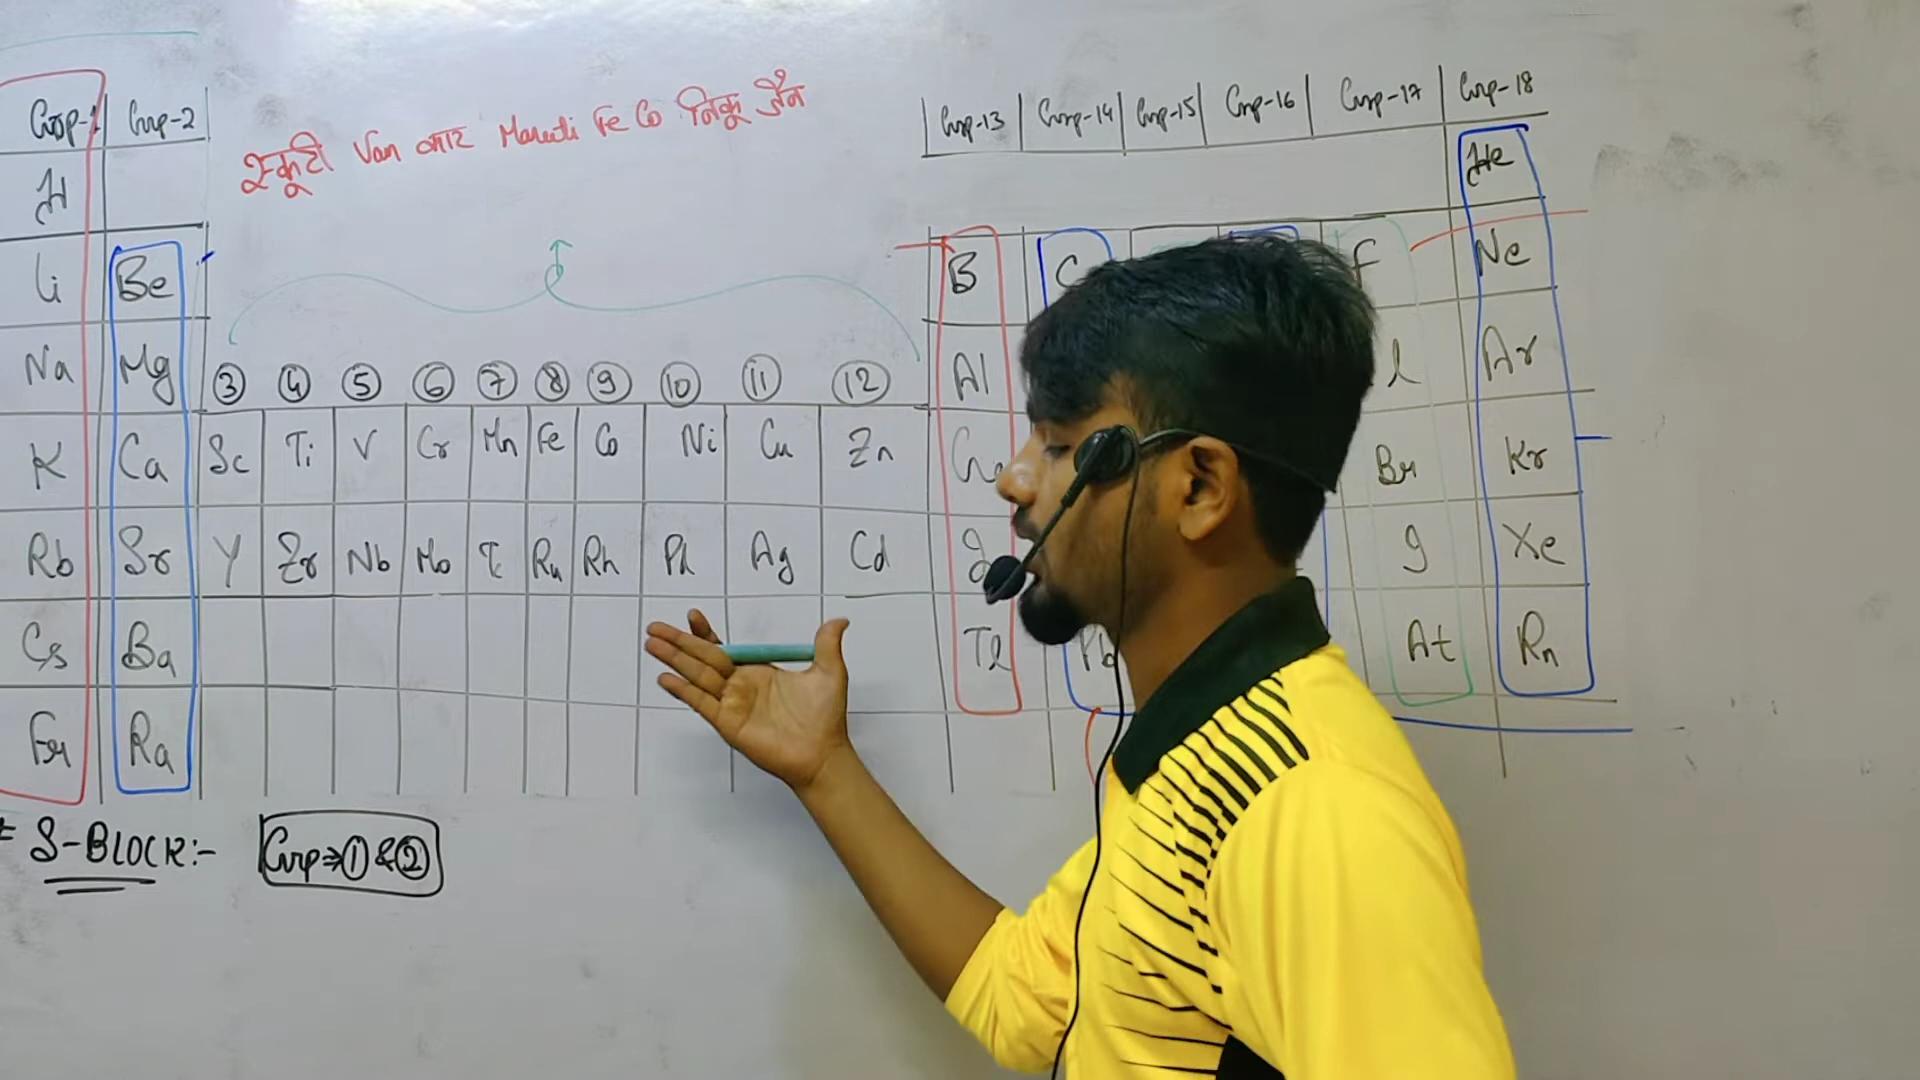 Grp-1 Grp-2
स्कूटी Van कार Maruti Fe Co निकू जैन
Grp-13 Grp-14 Grp-15 Grp-16 Grp-17 Grp-18
H He
Li Be B C F Ne
Na Mg Al l Ar
③ ④ ⑤ ⑥ ⑦ ⑧ ⑨ ⑩ ⑪ ⑫
K Ca Sc Ti V Cr Mn Fe Co Ni Cu Zn Br Kr
Rb Sr Y Zr Nb Mo Tc Ru Rh Pd Ag Cd I Xe
Cs Ba Tl Pb At Rn
Fr Ra
S-BLOCK:- Grp⇒① & ②